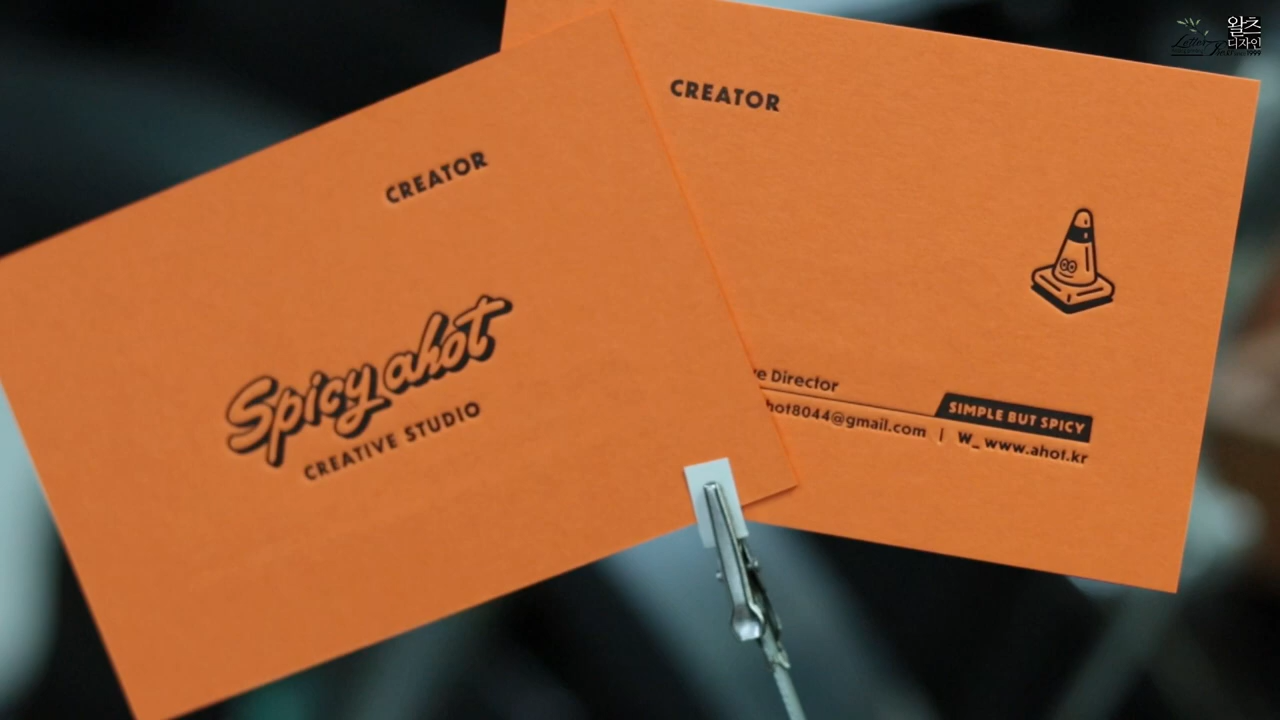 CREATOR
Spicy ahot
CREATIVE STUDIO
CREATOR
Director
hot8044@gmail.com | W_ www.ahot.kr
SIMPLE BUT SPICY
왈츠
디자인